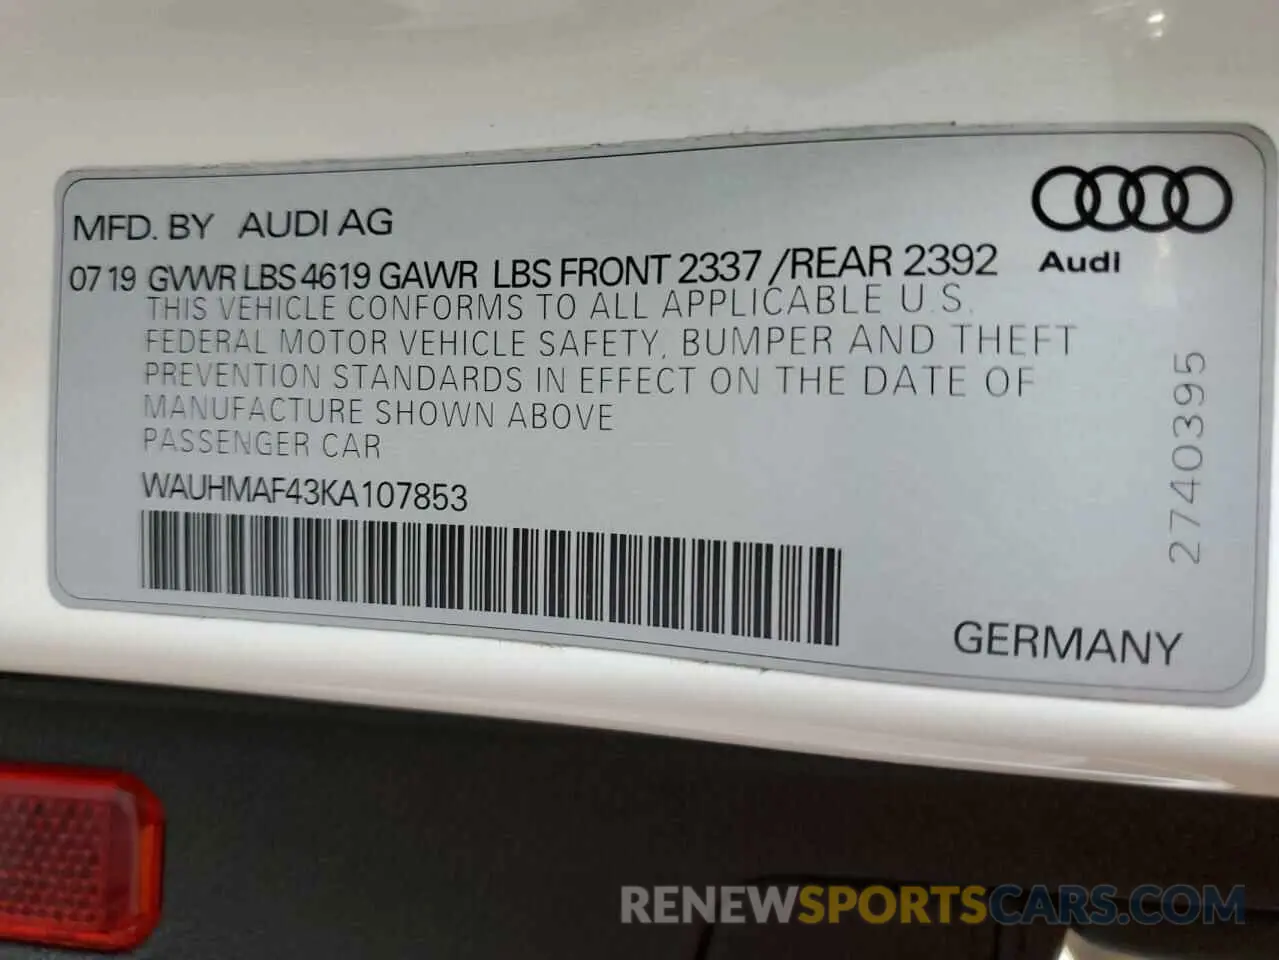 MFD. BY AUDI AG
Audi
07 19 GVWR LBS 4619 GAWR LBS FRONT 2337 /REAR 2392
THIS VEHICLE CONFORMS TO ALL APPLICABLE U.S.
FEDERAL MOTOR VEHICLE SAFETY, BUMPER AND THEFT
PREVENTION STANDARDS IN EFFECT ON THE DATE OF
MANUFACTURE SHOWN ABOVE
PASSENGER CAR
WAUHMAF43KA107853
2740395
GERMANY
RENEWSPORTSCARS.COM